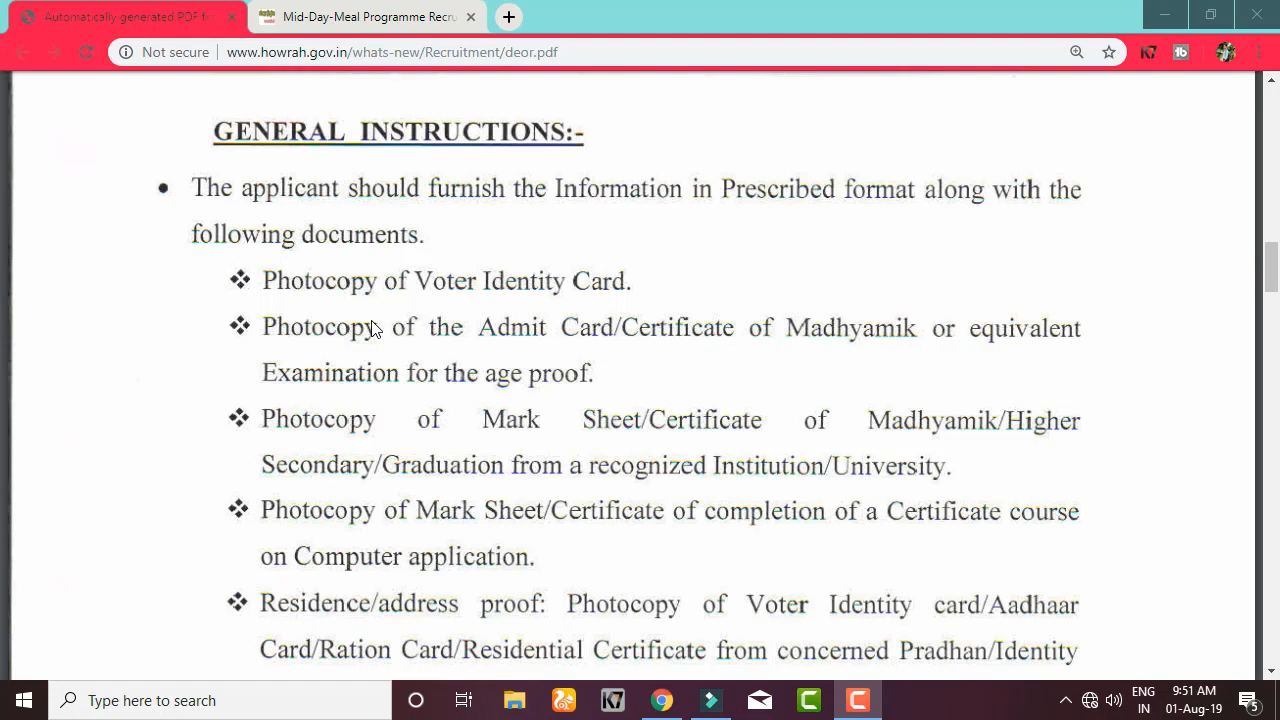 Automatically generated PDF fr
Mid-Day-Meal Programme Recru
Not secure
www.howrah.gov.in/whats-new/Recruitment/deor.pdf
GENERAL INSTRUCTIONS:-
• The applicant should furnish the Information in Prescribed format along with the
following documents.
❖ Photocopy of Voter Identity Card.
❖ Photocopy of the Admit Card/Certificate of Madhyamik or equivalent
Examination for the age proof.
❖ Photocopy of Mark Sheet/Certificate of Madhyamik/Higher
Secondary/Graduation from a recognized Institution/University.
❖ Photocopy of Mark Sheet/Certificate of completion of a Certificate course
on Computer application.
❖ Residence/address proof: Photocopy of Voter Identity card/Aadhaar
Card/Ration Card/Residential Certificate from concerned Pradhan/Identity
Type here to search
ENG
IN
9:51 AM
01-Aug-19
5